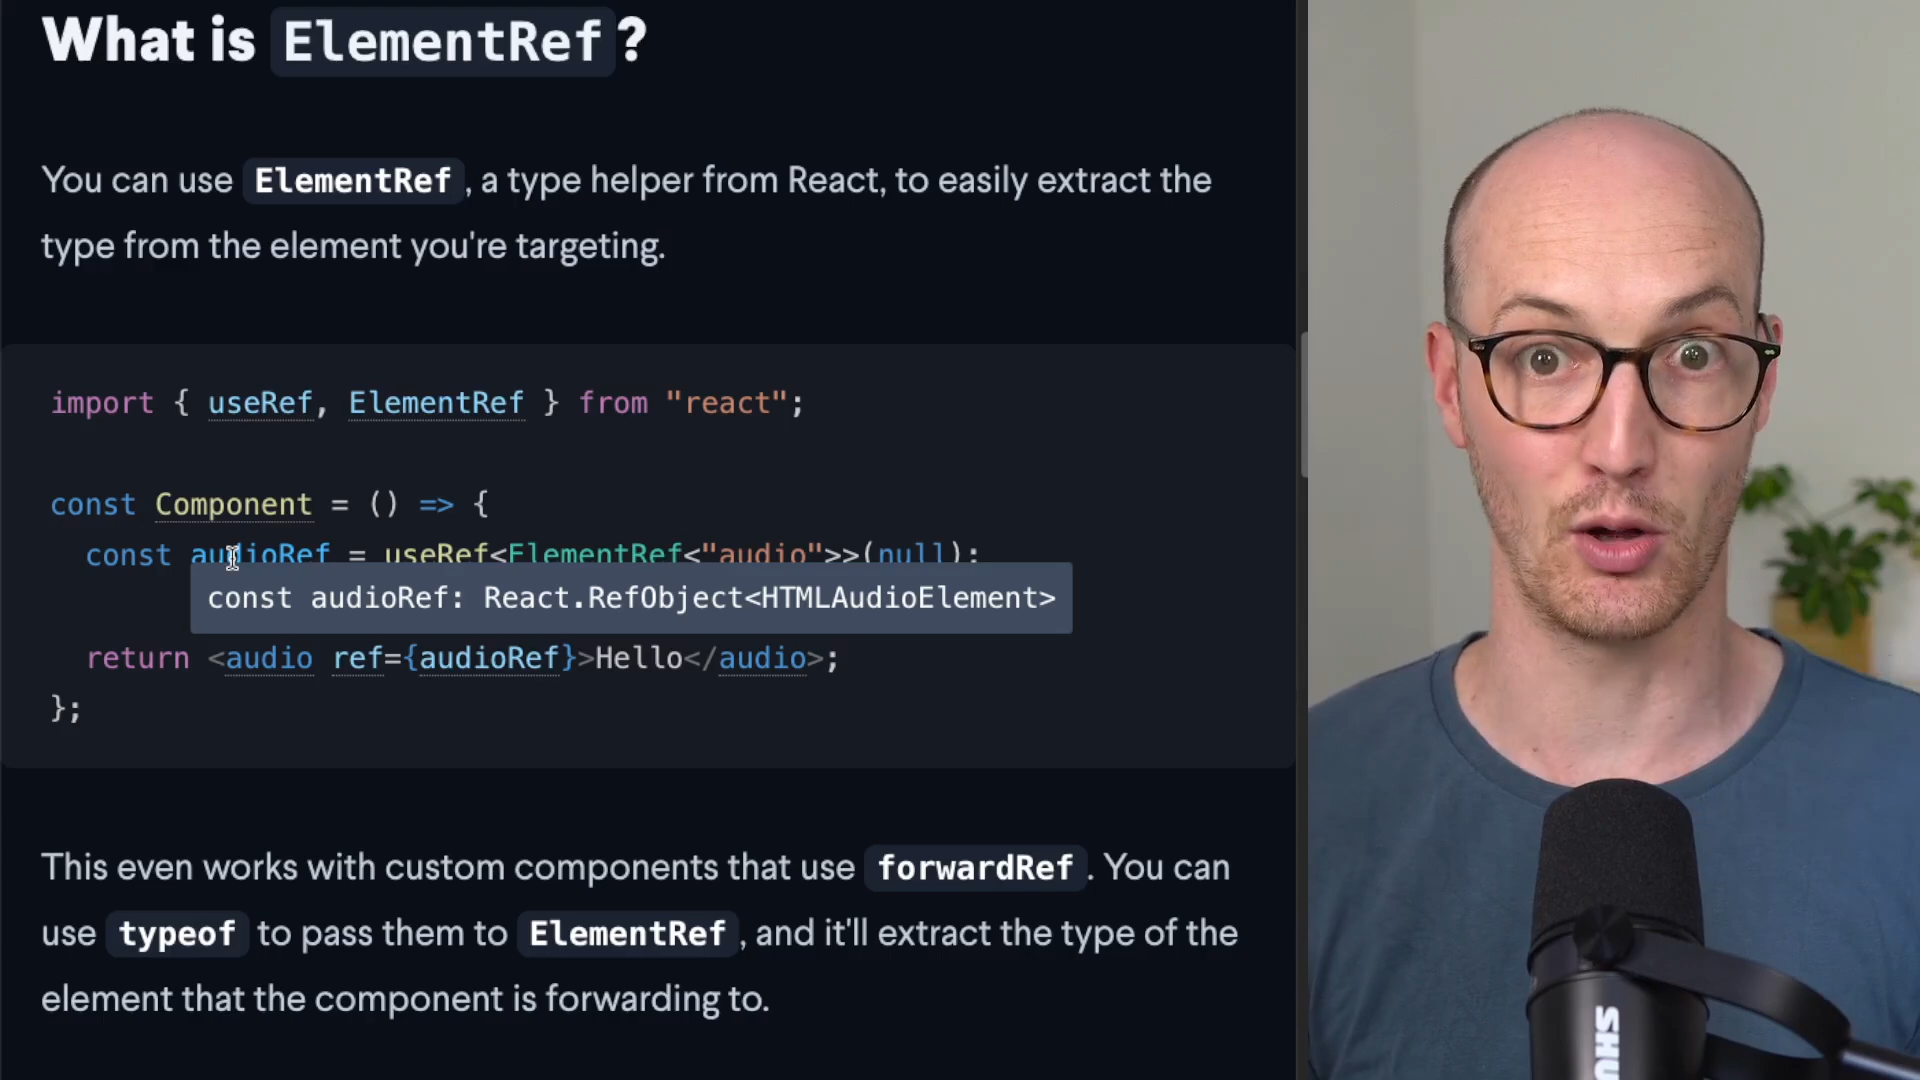 What is ElementRef?
You can use ElementRef, a type helper from React, to easily extract the
type from the element you're targeting.
import { useRef, ElementRef } from "react";
const Component = () => {
const audioRef = useRef<ElementRef<"audio">>(null);
const audioRef: React.RefObject<HTMLAudioElement>
return <audio ref={audioRef}>Hello</audio>;
};
This even works with custom components that use forwardRef. You can
use typeof to pass them to ElementRef, and it'll extract the type of the
element that the component is forwarding to.
SHU